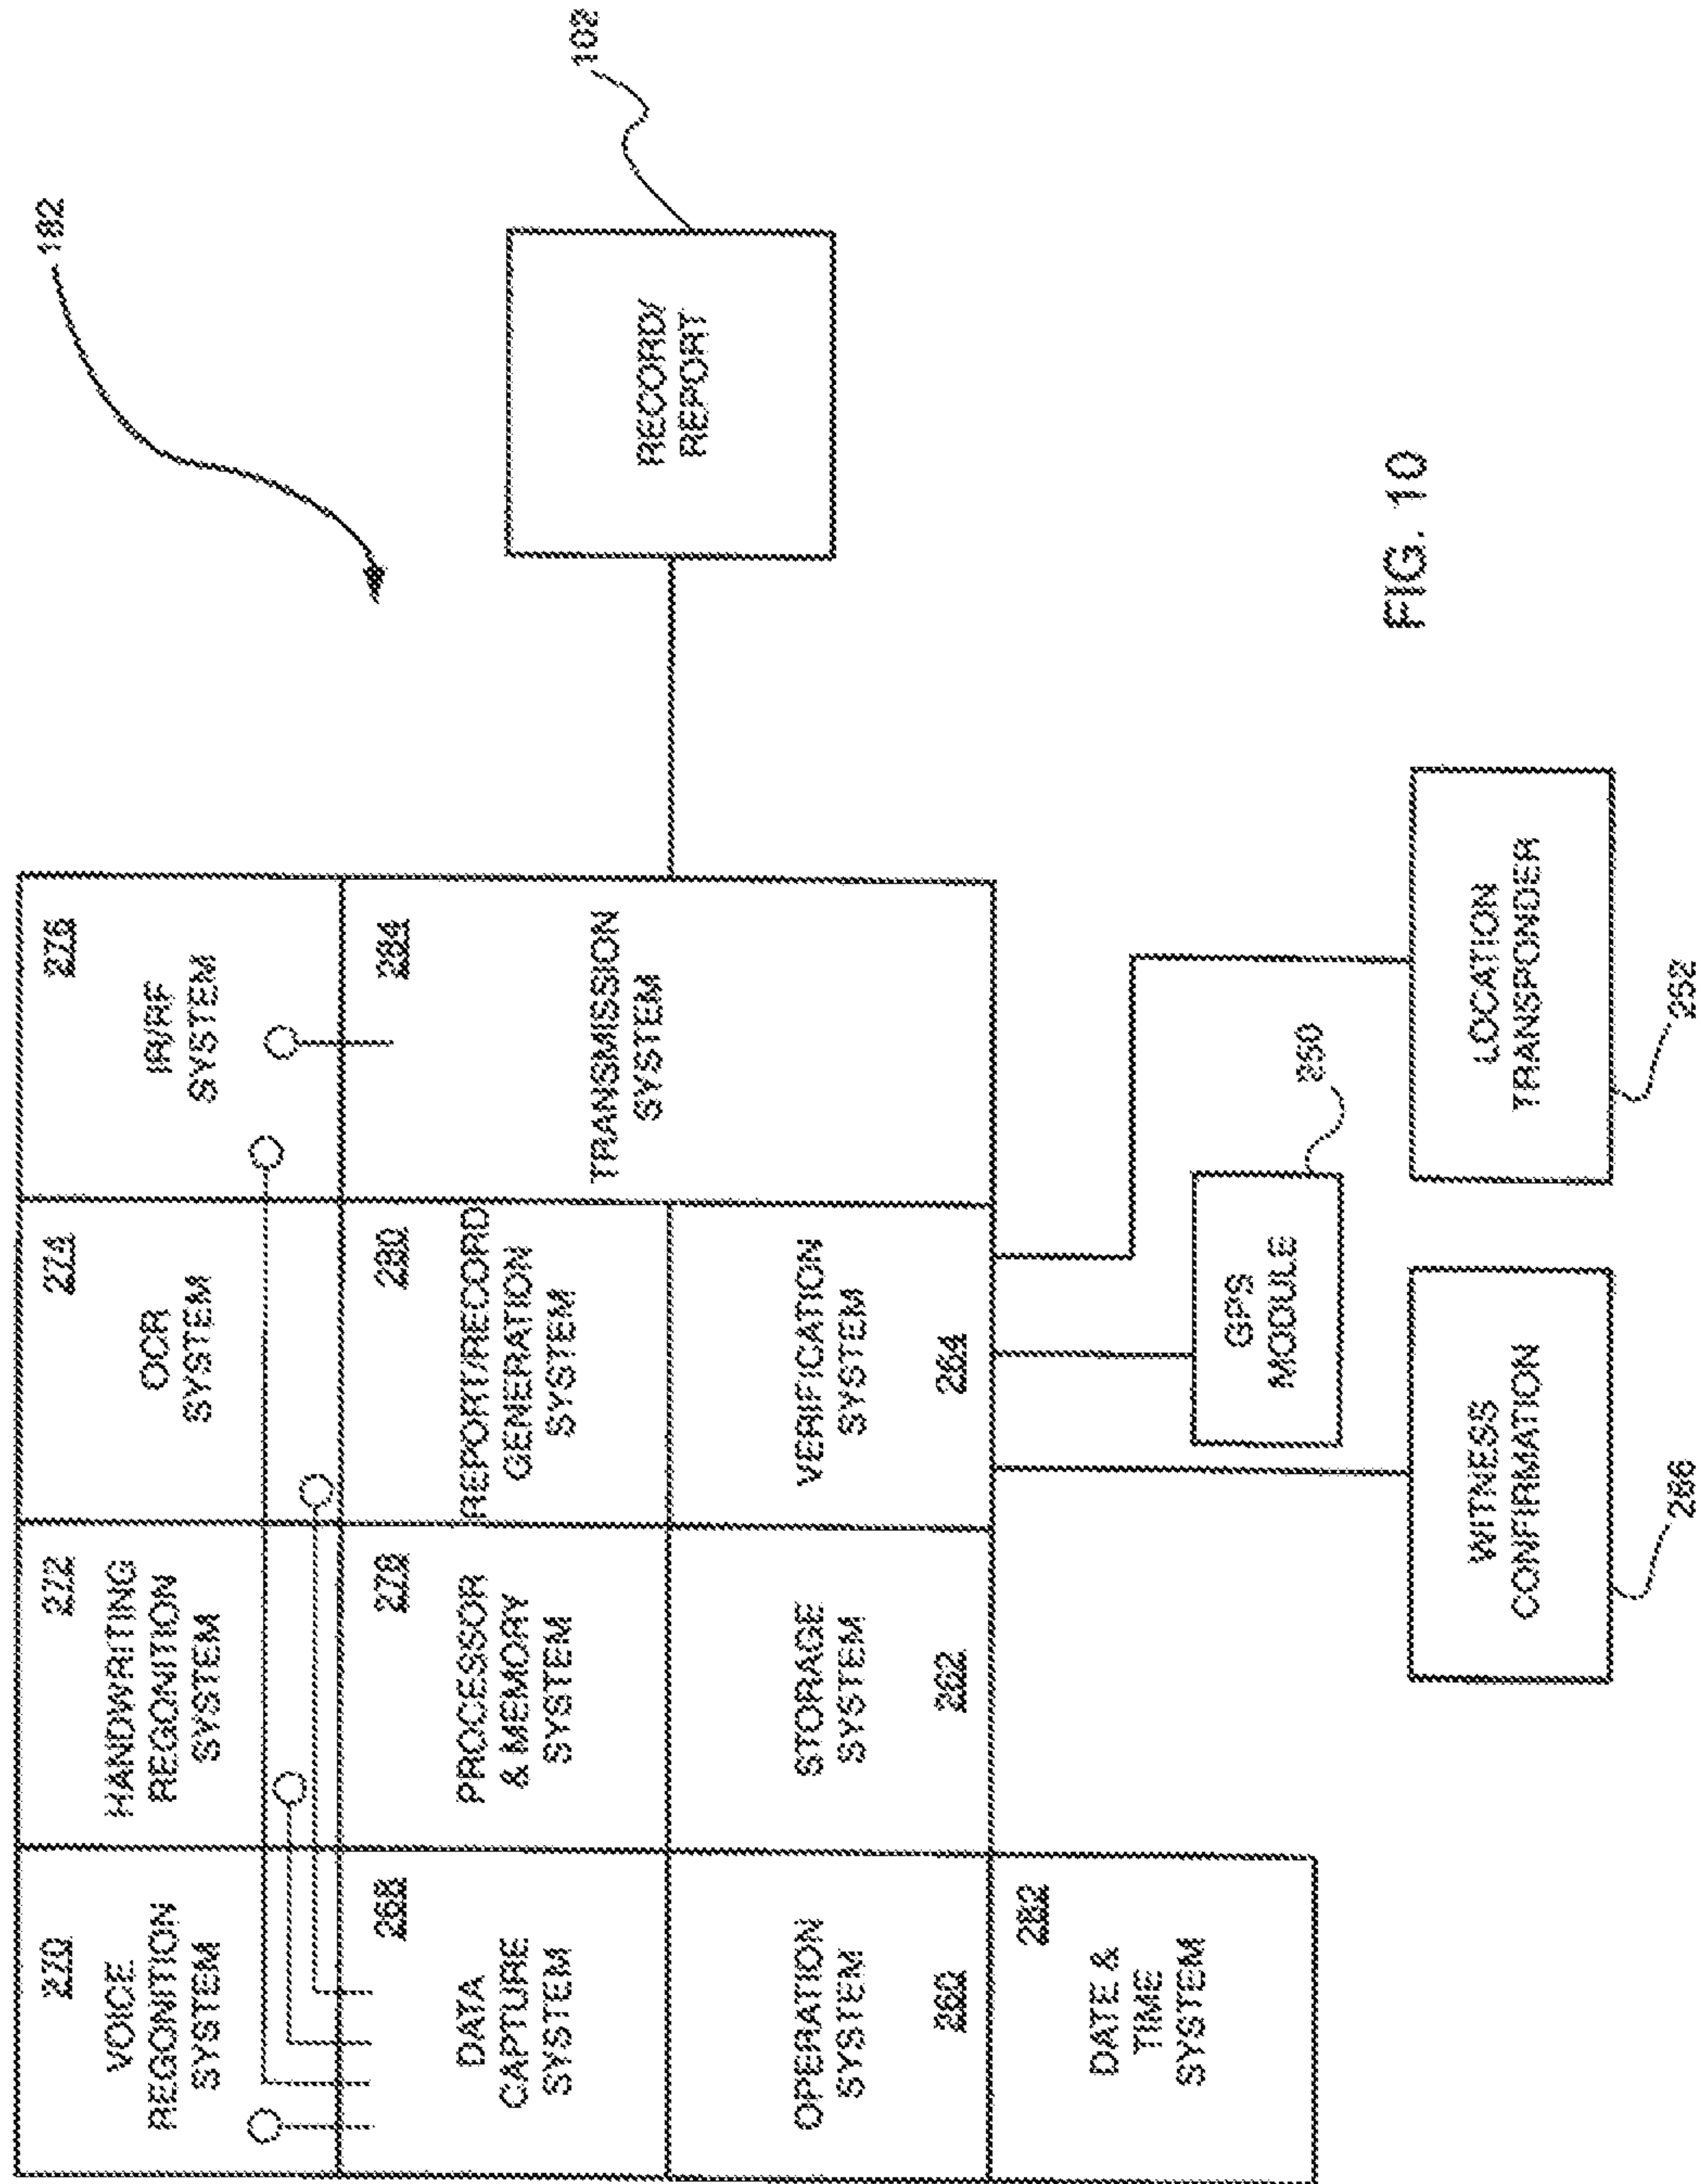 182
102
RECORD/
REPORT
270
VOICE
REGONITION
SYSTEM
272
HANDWRITING
REGONITION
SYSTEM
274
OCR
SYSTEM
276
IR/RF
SYSTEM
268
DATA
CAPTURE
SYSTEM
278
PROCESSOR
& MEMORY
SYSTEM
280
REPORT/RECORD
GENERATION
SYSTEM
284
TRANSMISSION
SYSTEM
OPERATION
SYSTEM
260
STORAGE
SYSTEM
262
VERIFICATION
SYSTEM
264
282
DATE &
TIME
SYSTEM
GPS
MODULE
250
WITNESS
CONFIRMATION
286
LOCATION
TRANSPONDER
252
FIG. 10